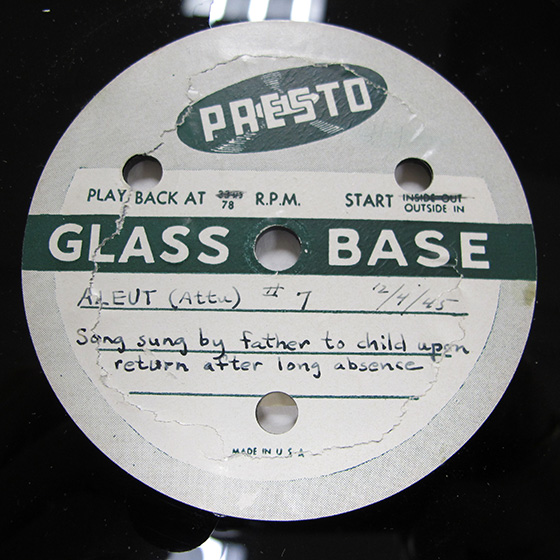 PRESTO
PLAY BACK AT 33⅓ 78 R.P.M. START INSIDE OUT OUTSIDE IN
GLASS BASE
ALEUT (Attu) II 7 12/4/45
Song sung by father to child upon
return after long absence
MADE IN U.S.A.